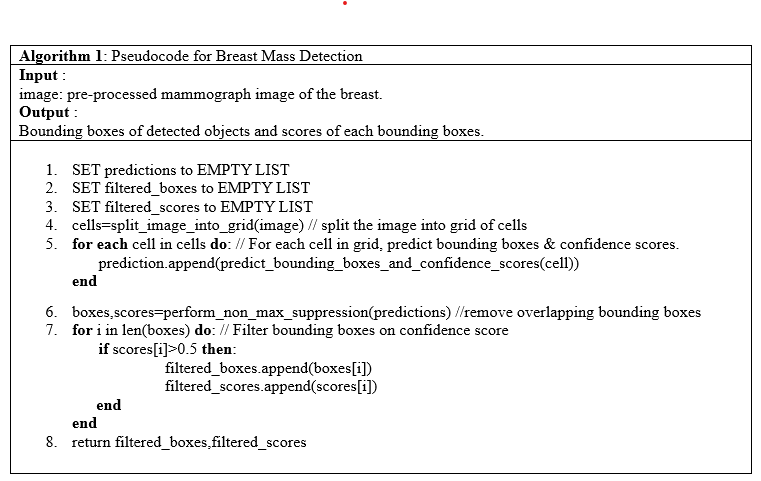 Algorithm 1: Pseudocode for Breast Mass Detection
Input :
image: pre-processed mammograph image of the breast.
Output :
Bounding boxes of detected objects and scores of each bounding boxes.
1. SET predictions to EMPTY LIST
2. SET filtered_boxes to EMPTY LIST
3. SET filtered_scores to EMPTY LIST
4. cells=split_image_into_grid(image) // split the image into grid of cells
5. for each cell in cells do: // For each cell in grid, predict bounding boxes & confidence scores.
prediction.append(predict_bounding_boxes_and_confidence_scores(cell))
end
6. boxes,scores=perform_non_max_suppression(predictions) //remove overlapping bounding boxes
7. for i in len(boxes) do: // Filter bounding boxes on confidence score
if scores[i]>0.5 then:
filtered_boxes.append(boxes[i])
filtered_scores.append(scores[i])
end
end
8. return filtered_boxes,filtered_scores